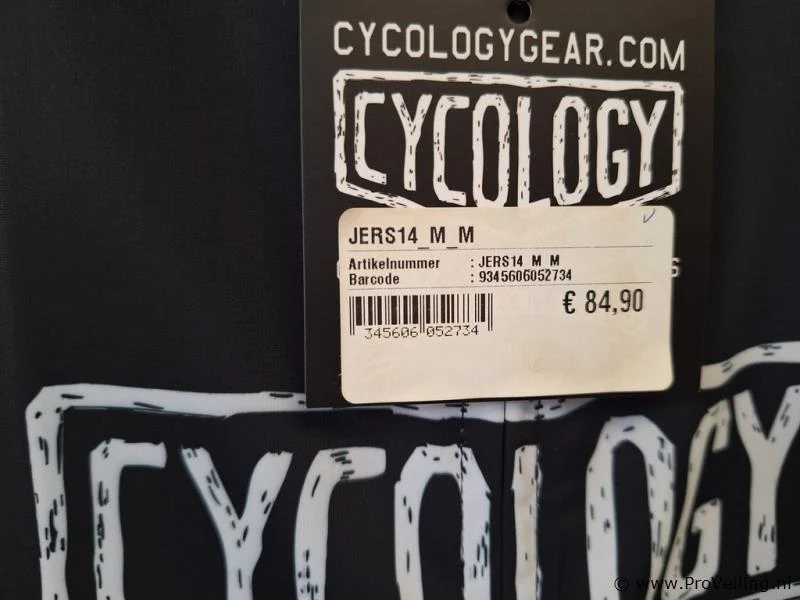 CYCOLOGYGEAR.COM
CYCOLOGY
JERS14_M_M
Artikelnummer : JERS14_M_M
Barcode : 9345606052734
€ 84,90
345606 052734
CYCOLOGY
© www.ProVeiling.nl